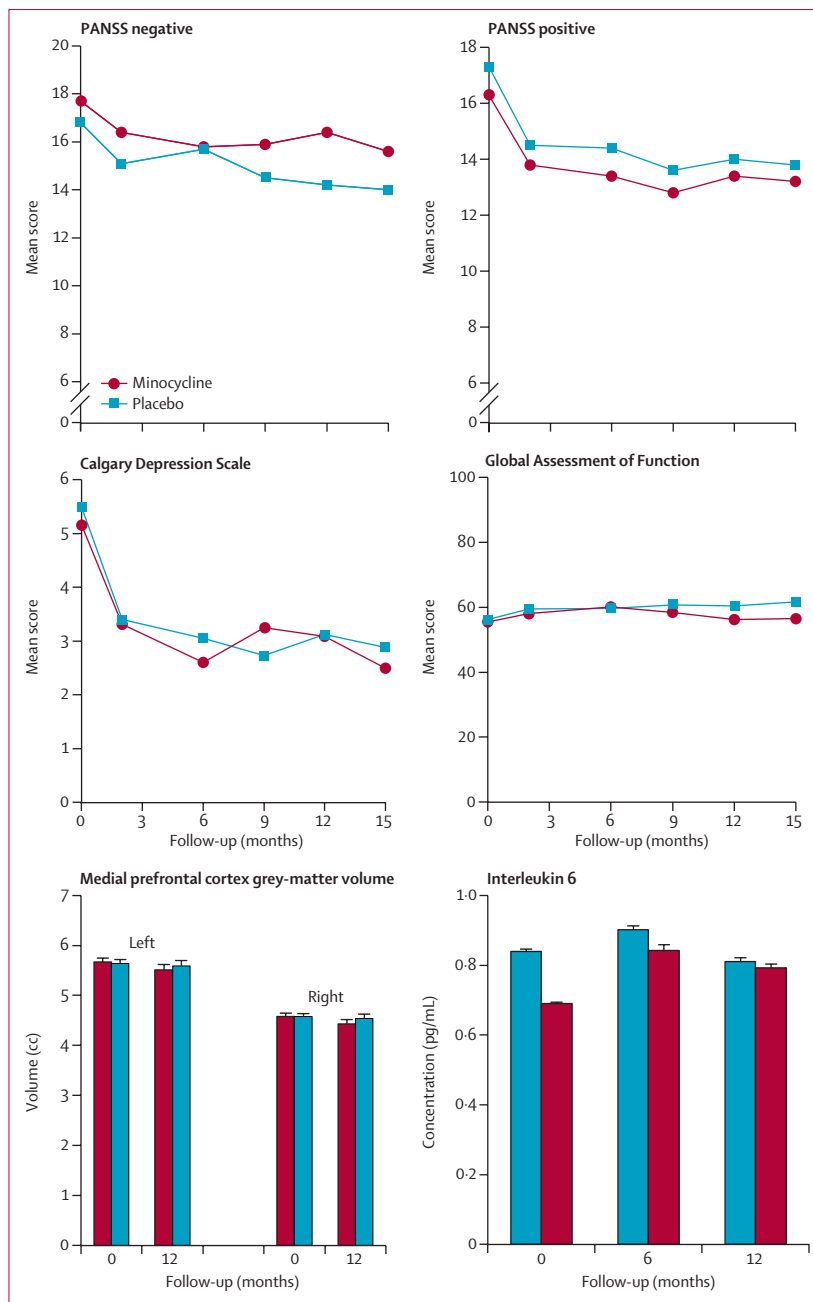 PANSS negative
20
18
16
14
12
10
8
6
0
Mean score
Minocycline
Placebo
PANSS positive
18
16
14
12
10
8
6
0
Mean score
Calgary Depression Scale
6
5
4
3
2
1
0
Mean score
0 3 6 9 12 15
Follow-up (months)
Global Assessment of Function
100
80
60
40
20
0
Mean score
0 3 6 9 12 15
Follow-up (months)
Medial prefrontal cortex grey-matter volume
7
6
5
4
3
2
1
0
Volume (cc)
Left
Right
0 12 0 12
Follow-up (months)
Interleukin 6
1·0
0·8
0·6
0·4
0·2
0
Concentration (pg/mL)
0 6 12
Follow-up (months)